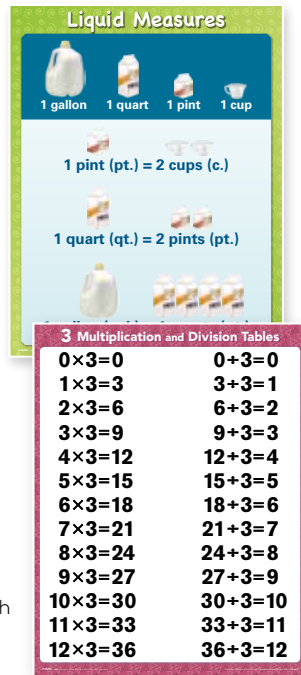 Liquid Measures
1 gallon 1 quart 1 pint 1 cup
1 pint (pt.) = 2 cups (c.)
1 quart (qt.) = 2 pints (pt.)
3 Multiplication and Division Tables
0×3=0 0÷3=0
1×3=3 3÷3=1
2×3=6 6÷3=2
3×3=9 9÷3=3
4×3=12 12÷3=4
5×3=15 15÷3=5
6×3=18 18÷3=6
7×3=21 21÷3=7
8×3=24 24÷3=8
9×3=27 27÷3=9
10×3=30 30÷3=10
11×3=33 33÷3=11
12×3=36 36÷3=12